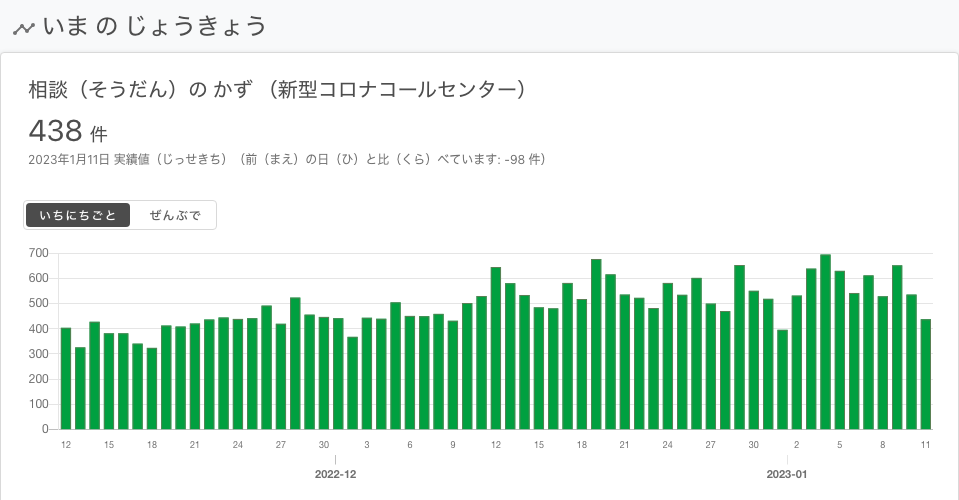 いま の じょうきょう
相談（そうだん）の かず （新型コロナコールセンター）
438 件
2023年1月11日 実績値（じっせきち）（前（まえ）の日（ひ）と比（くら）べています: -98 件）
いちにちごと ぜんぶで
700
600
500
400
300
200
100
0
12 15 18 21 24 27 30 3 6 9 12 15 18 21 24 27 30 2 5 8 11
2022-12 2023-01